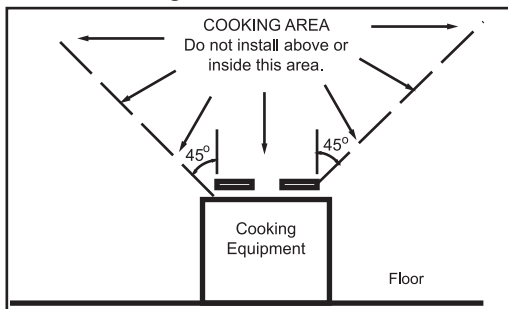 COOKING AREA
Do not install above or
inside this area.
45°
45°
Cooking
Equipment
Floor